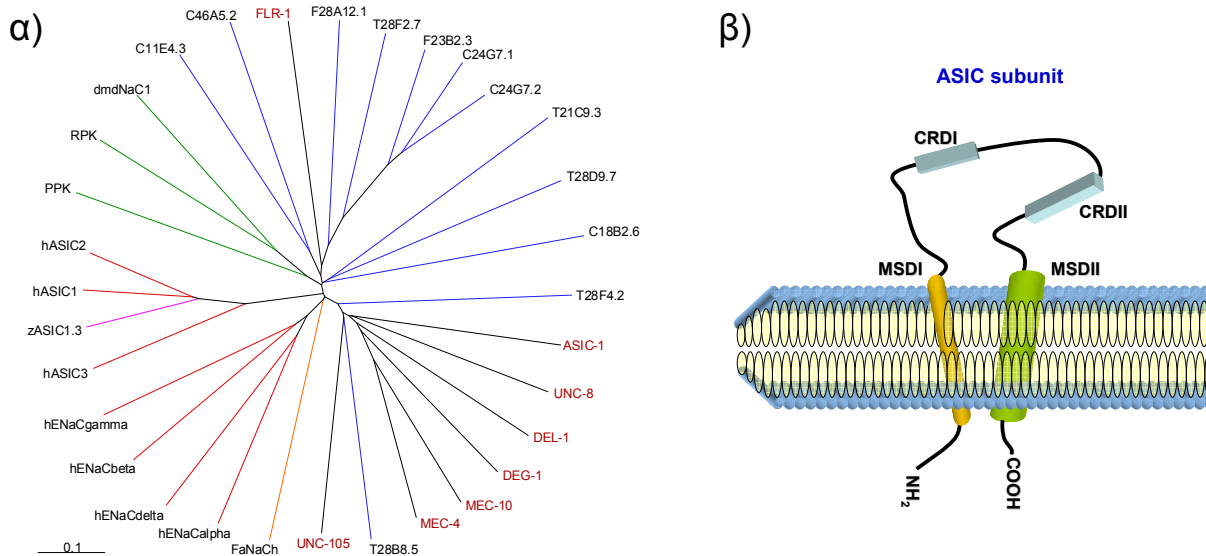 α)
C46A5.2
FLR-1
F28A12.1
T28F2.7
F23B2.3
C24G7.1
C24G7.2
T21C9.3
T28D9.7
C18B2.6
T28F4.2
ASIC-1
UNC-8
DEL-1
DEG-1
MEC-10
MEC-4
T28B8.5
UNC-105
FaNaCh
hENaCalpha
hENaCdelta
hENaCbeta
hENaCgamma
hASIC3
zASIC1.3
hASIC1
hASIC2
PPK
RPK
dmdNaC1
C11E4.3
0.1
β)
ASIC subunit
CRDI
CRDII
MSDI
MSDII
NH₂
COOH